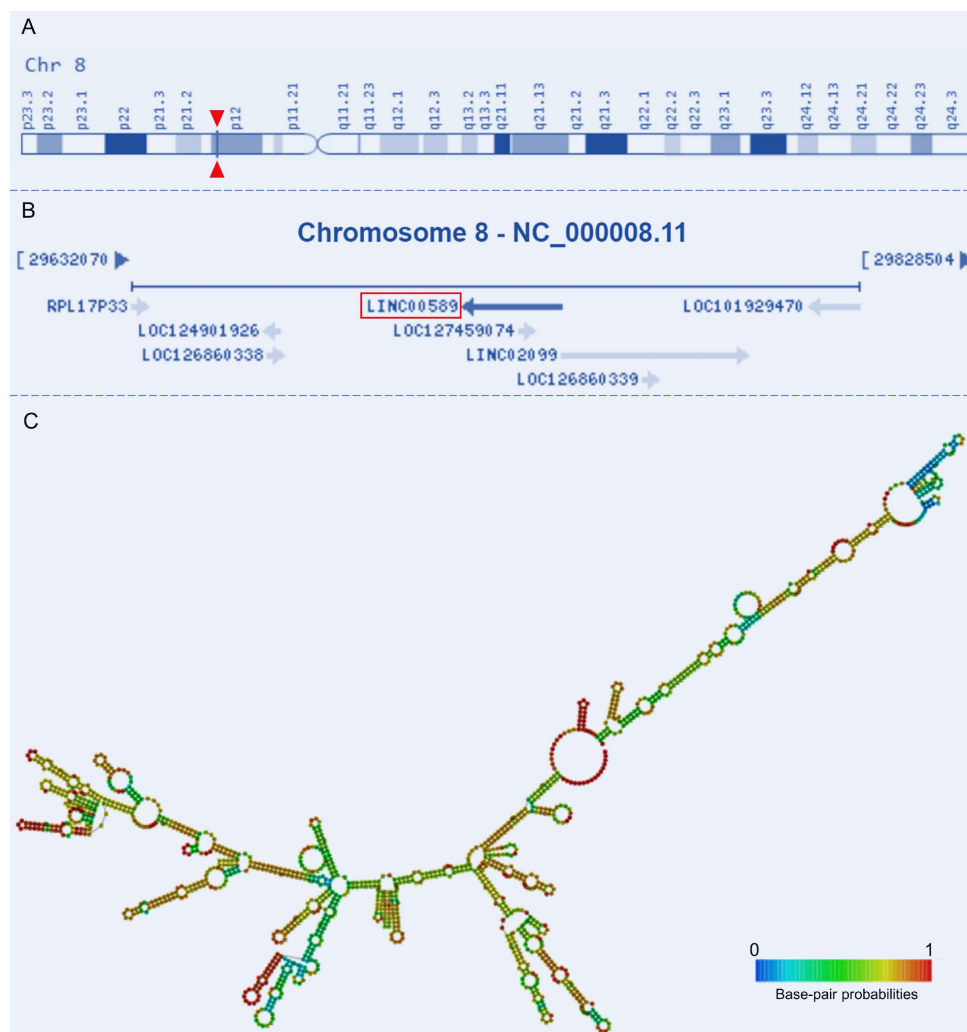 A
Chr 8
p23.3 p23.2 p23.1 p22 p21.3 p21.2 p12 p11.21 q11.21 q11.23 q12.1 q12.3 q13.2 q13.3 q21.11 q21.13 q21.2 q21.3 q22.1 q22.2 q22.3 q23.1 q23.3 q24.12 q24.13 q24.21 q24.22 q24.23 q24.3
B
Chromosome 8 - NC_000008.11
[ 29632070 29828504
RPL17P33 LINC00589 LOC101929470
LOC124901926 LOC127459074
LOC126860338 LINC02099
LOC126860339
C
0 1
Base-pair probabilities